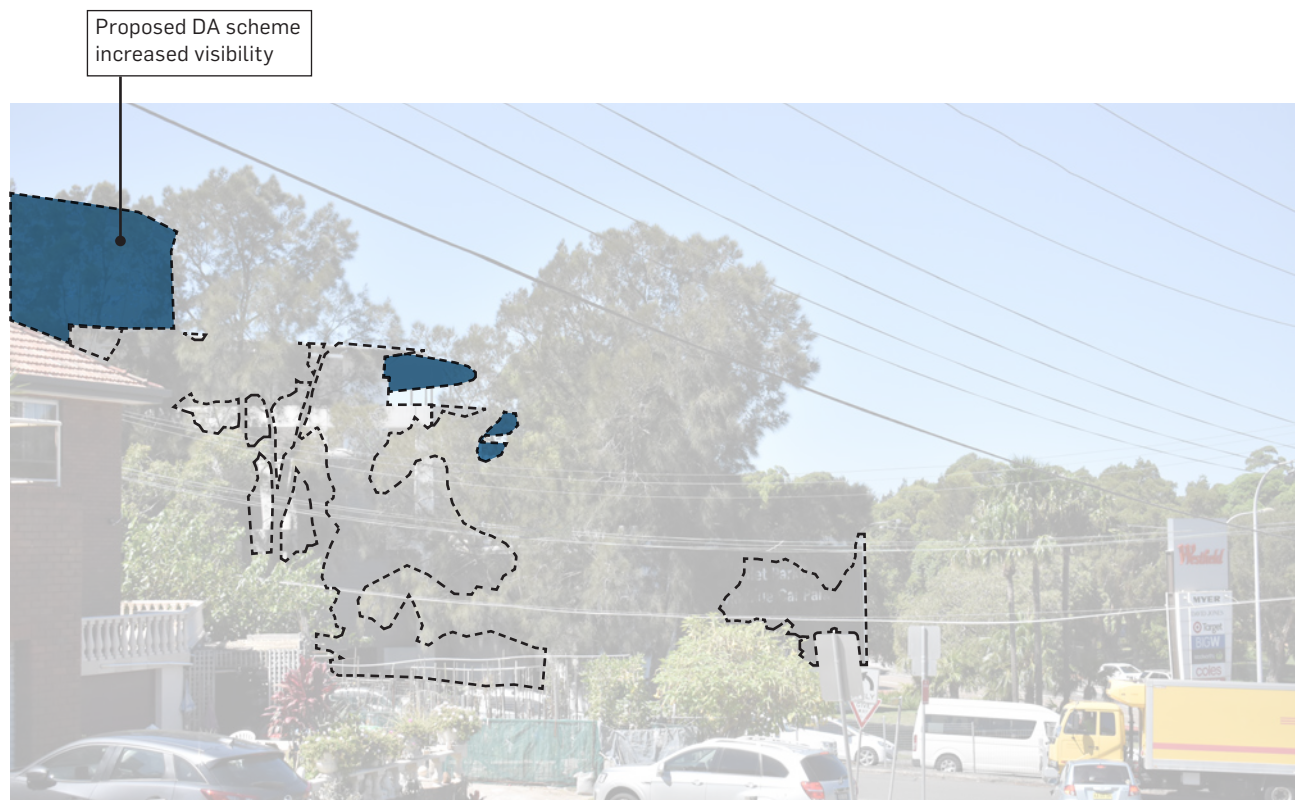 Proposed DA scheme
increased visibility
Westfield
MYER
Target
BIG W
coles